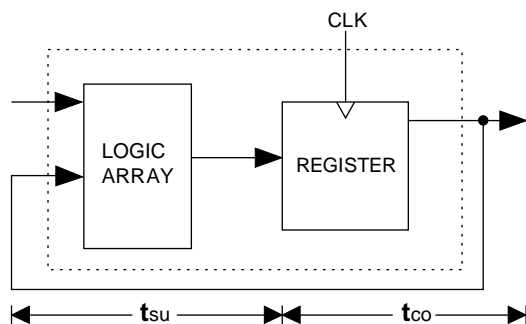 CLK
LOGIC
ARRAY
REGISTER
tsu
tco